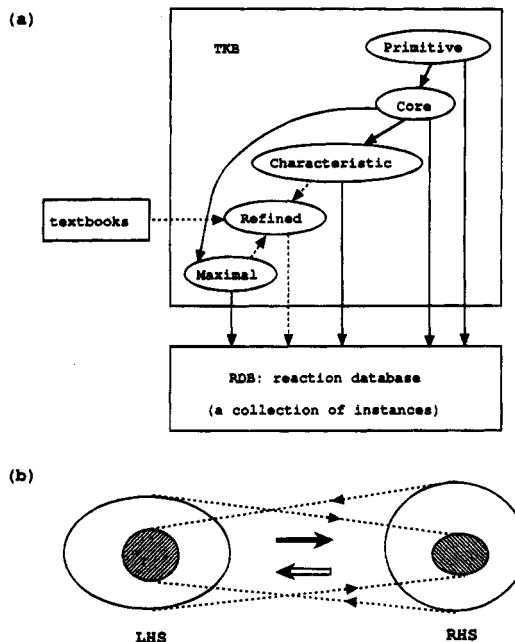 (a)
TKB
Primitive
Core
Characteristic
textbooks
Refined
Maximal
RDB: reaction database
(a collection of instances)
(b)
LHS
RHS